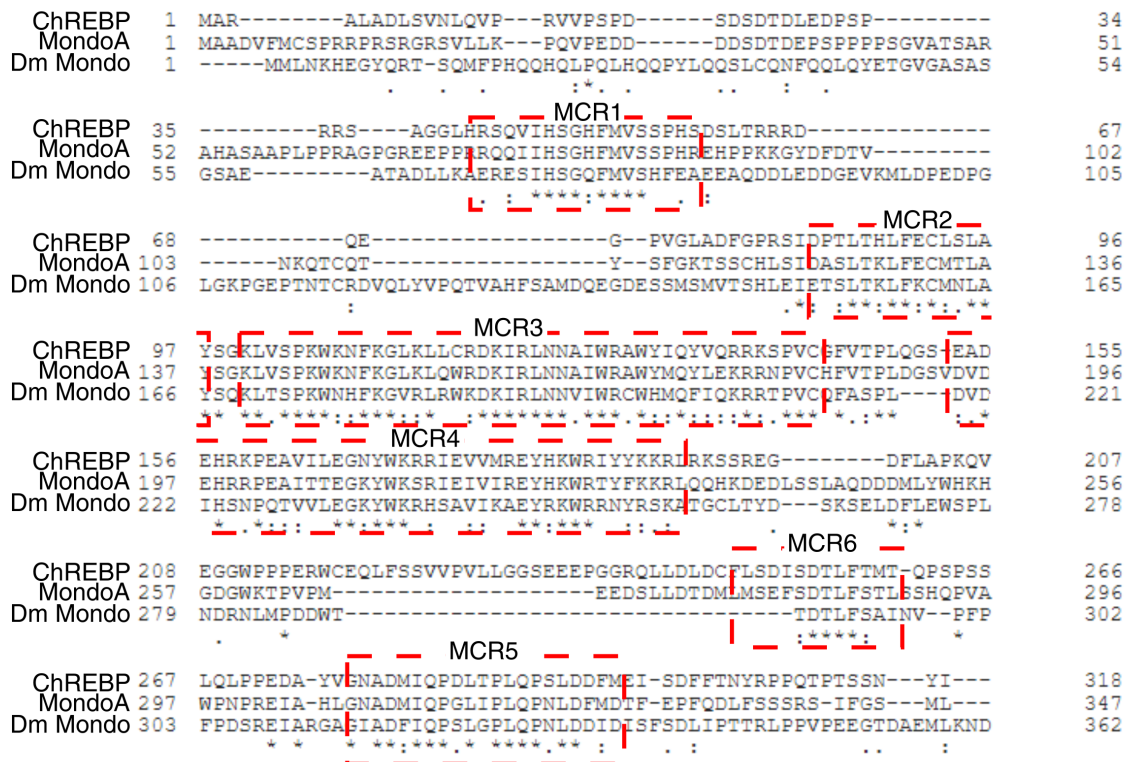 ChREBP 1 MAR--------ALADLSVNLQVP---RVVPSPD------SDSDTDLEDPSP---------- 34
MondoA 1 MAADVFMCSPRRPRSRGRSVLLK---PQVPEDD------DDSDTDEPSPPPPSGVATSAR 51
Dm Mondo 1 -----MMLNKHEGYQRT-SQMFPHQQHQLPQLHQQPYLQQSLCQNFQQLQYETGVGASAS 54
. . . :*. .. : .
MCR1
ChREBP 35 ----------RRS----AGGLHRSQVIHSGHFMVSSPHSDSLTRRRD------------- 67
MondoA 52 AHASAAPLPPRAGPGREEPPRRQQIIHSGHFMVSSPHREHPPKKGYDFDTV--------- 102
Dm Mondo 55 GSAE---------ATADLLKAERESIHSGQFMVSHFEAEEAQDDLEDDGEVKMLDPEDPG 105
. : ****:**** . :
MCR2
ChREBP 68 -----------QE--------------------G--PVGLADFGPRSIDPTLTHLFECLSLA 96
MondoA 103 ------NKQTCQT--------------------Y--SFGKTSSCHLSIDASLTKLFECMTLA 136
Dm Mondo 106 LGKPGEPTNTCRDVQLYVPQTVAHFSAMDQEGDESSMSMVTSHLEIETSLTKLFKCMNLA 165
: .*: :**:**:*:.**
MCR3
ChREBP 97 YSGKLVSPKWKNFKGLKLLCRDKIRLNNAIWRAWYIQYVQRRKSPVCGFVTPLQGS-EAD 155
MondoA 137 YSGKLVSPKWKNFKGLKLQWRDKIRLNNAIWRAWYMQYLEKRRNPVCHFVTPLDGSVDVD 196
Dm Mondo 166 YSQKLTSPKWNHFKGVRLRWKDKIRLNNVIWRCWHMQFIQKRRTPVCQFASPL----DVD 221
** **.****::***::* :*******.***.*::*:::*:.*** *.:** :.*
MCR4
ChREBP 156 EHRKPEAVILEGNYWKRRIEVVMREYHKWRIYYKKRLRKSSREG--------DFLAPKQV 207
MondoA 197 EHRRPEAITTEGKYWKSRIEIVIREYHKWRTYFKKRLQQHKDEDLSSLAQDDDMLYWHKH 256
Dm Mondo 222 IHSNPQTVVLEGKYWKRHSAVIKAEYRKWRRNYRSKATGCLTYD---SKSELDFLEWSPL 278
* .*::: **:*** : :: **:*** ::.: . *:*
MCR6
ChREBP 208 EGGWPPPPERWCEQLFSSVVPVLLGGSEEEPGGRQLLDLDCFLSDISDTLFTMT-QPSPSS 266
MondoA 257 GDGWKTPVPM-----------------EEDSLLDTDMLMSEFSDTLFSTLSSHQPVA 296
Dm Mondo 279 NDRNLMPDDWT-----------------------------TDTLFSAINV--PFP 302
. * :****: *
MCR5
ChREBP 267 LQLPPEDA-YVGNADMIQPDLTPLQPSLDDFMEI-SDFFTNYRPPQTPTSSN---YI--- 318
MondoA 297 WPNPREIA-HLGNADMIQPGLIPLQPNLDFMDTF-EPFQDLFSSSRS-IFGS---ML--- 347
Dm Mondo 303 FPDSREIARGAGIADFIQPSLGPLQPNLDDIDISFSDLIPTTRLPPVPEEGTDAEMLKND 362
* * * **:***.* ****.** : . : .. :